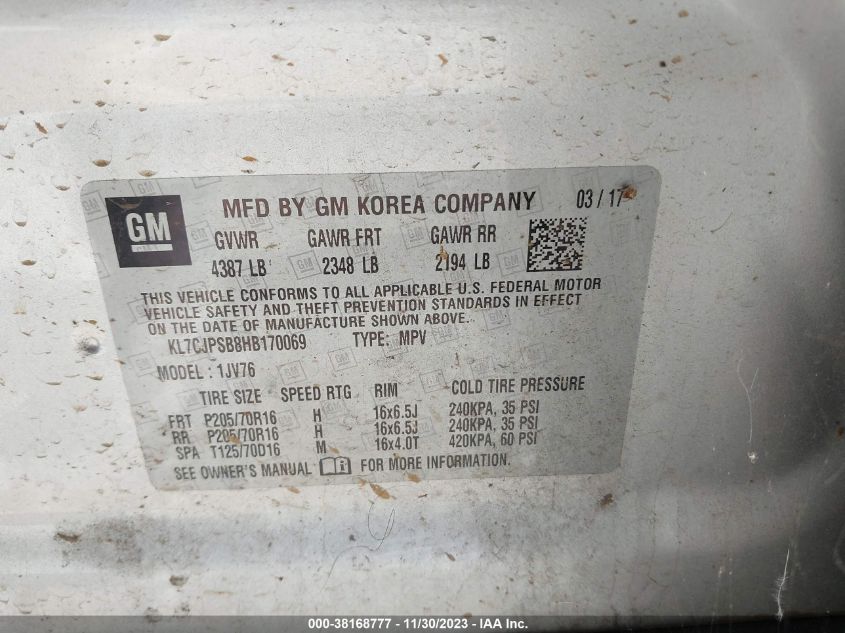 GM
MFD BY GM KOREA COMPANY 03 / 17
GVWR GAWR FRT GAWR RR
4387 LB 2348 LB 2194 LB
THIS VEHICLE CONFORMS TO ALL APPLICABLE U.S. FEDERAL MOTOR
VEHICLE SAFETY AND THEFT PREVENTION STANDARDS IN EFFECT
ON THE DATE OF MANUFACTURE SHOWN ABOVE.
KL7CJPSB8HB170069 TYPE: MPV
MODEL : 1JV76
TIRE SIZE SPEED RTG RIM COLD TIRE PRESSURE
FRT P205/70R16 H 16x6.5J 240KPA, 35 PSI
RR P205/70R16 H 16x6.5J 240KPA, 35 PSI
SPA T125/70D16 M 16x4.0T 420KPA, 60 PSI
SEE OWNER'S MANUAL FOR MORE INFORMATION.
000-38168777 - 11/30/2023 - IAA Inc.